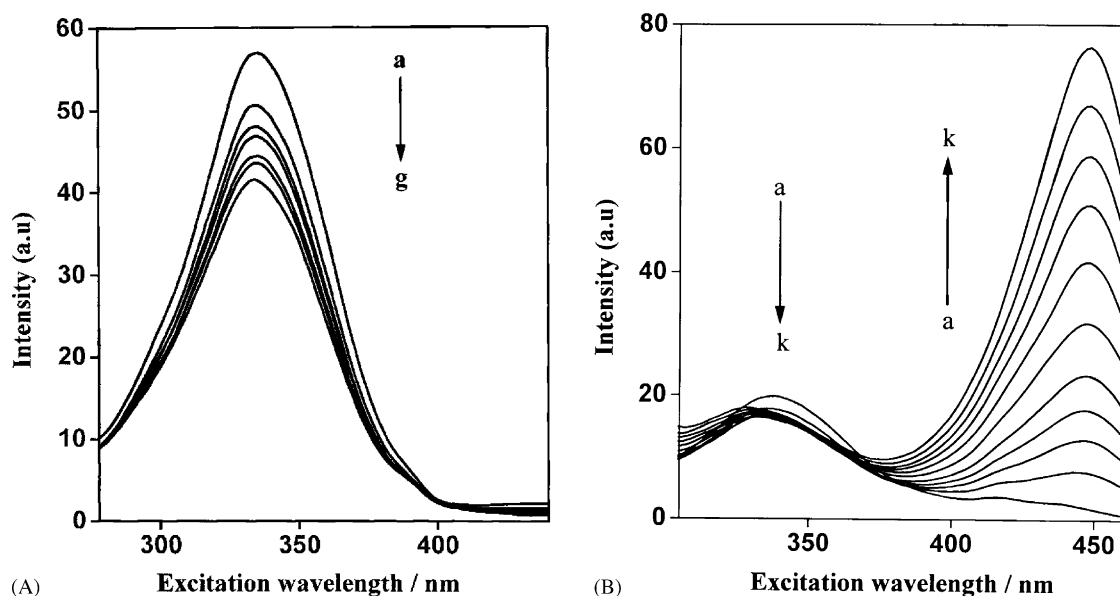 60
50
40
30
20
10
0
300
350
400
Intensity (a.u)
Excitation wavelength / nm
a
g
(A)
80
60
40
20
0
350
400
450
Intensity (a.u)
Excitation wavelength / nm
a
k
k
a
(B)